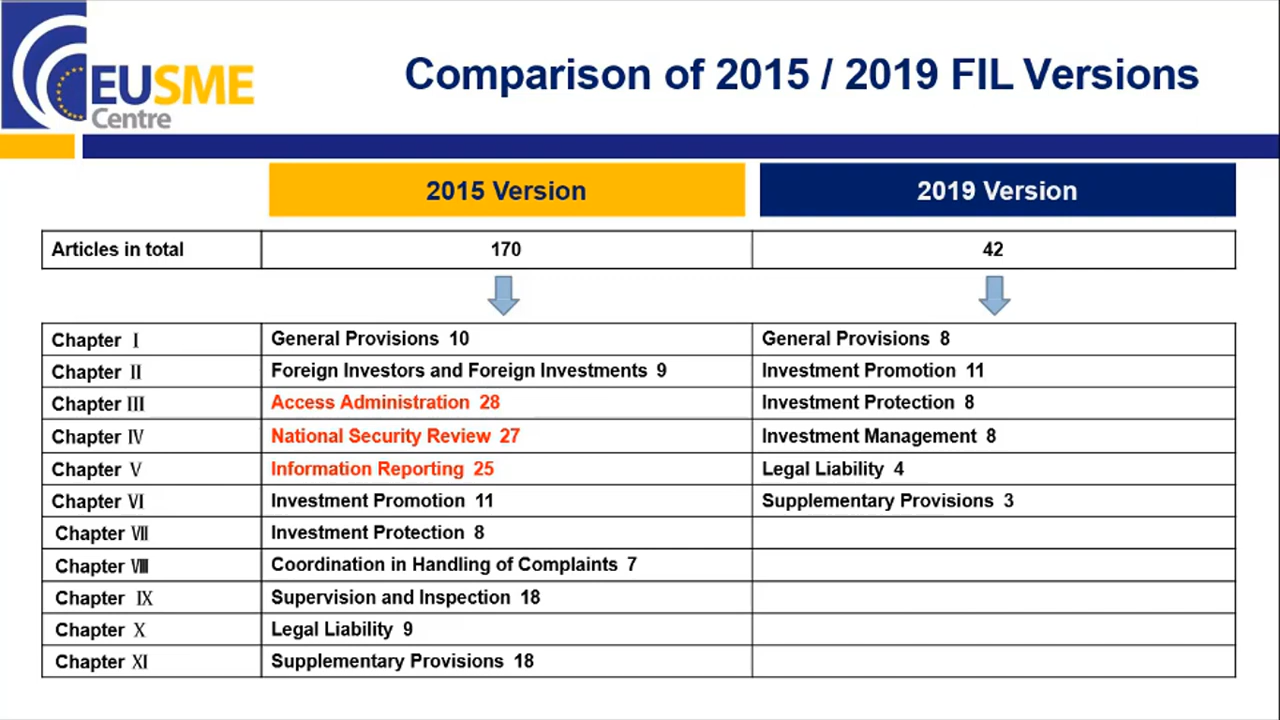 EUSME
Centre
Comparison of 2015 / 2019 FIL Versions
2015 Version 2019 Version
Articles in total 170 42
Chapter Ⅰ General Provisions 10 General Provisions 8
Chapter Ⅱ Foreign Investors and Foreign Investments 9 Investment Promotion 11
Chapter Ⅲ Access Administration 28 Investment Protection 8
Chapter Ⅳ National Security Review 27 Investment Management 8
Chapter Ⅴ Information Reporting 25 Legal Liability 4
Chapter Ⅵ Investment Promotion 11 Supplementary Provisions 3
Chapter Ⅶ Investment Protection 8
Chapter Ⅷ Coordination in Handling of Complaints 7
Chapter Ⅸ Supervision and Inspection 18
Chapter Ⅹ Legal Liability 9
Chapter Ⅺ Supplementary Provisions 18